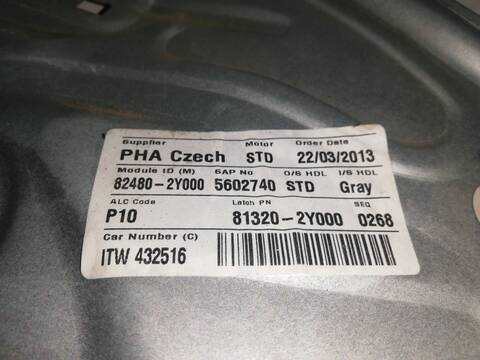 Supplier Motor Order Date
PHA Czech STD 22/03/2013
Module ID (M) SAP No O/S HDL I/S HDL
82480-2Y000 5602740 STD Gray
ALC Code Latch PN SEQ
P10 81320-2Y000 0268
Car Number (C)
ITW 432516